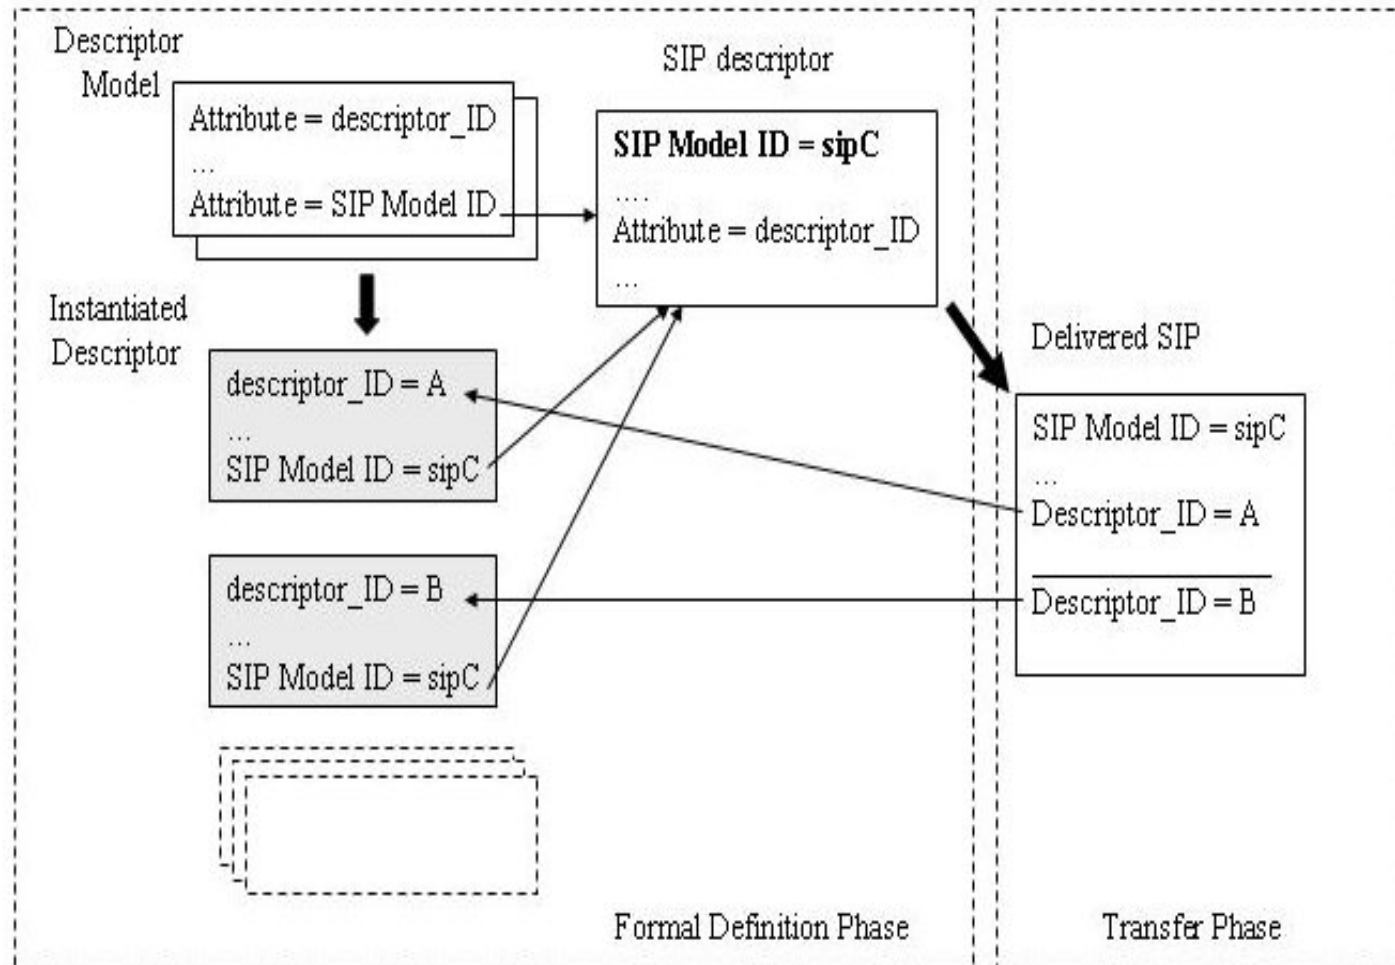 Descriptor
Model
Attribute = descriptor_ID
...
Attribute = SIP Model ID
SIP descriptor
SIP Model ID = sipC
....
Attribute = descriptor_ID
...
Instantiated
Descriptor
descriptor_ID = A
...
SIP Model ID = sipC
descriptor_ID = B
...
SIP Model ID = sipC
Formal Definition Phase
Delivered SIP
SIP Model ID = sipC
...
Descriptor_ID = A
Descriptor_ID = B
Transfer Phase